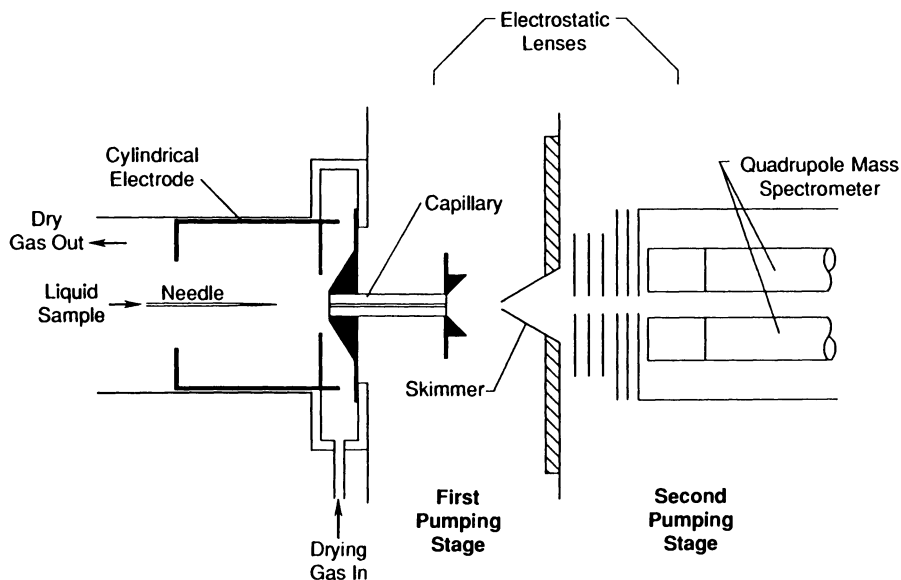 Electrostatic
Lenses
Cylindrical
Electrode
Quadrupole Mass
Spectrometer
Capillary
Dry
Gas Out
Liquid
Sample
Needle
Skimmer
First
Pumping
Stage
Second
Pumping
Stage
Drying
Gas In